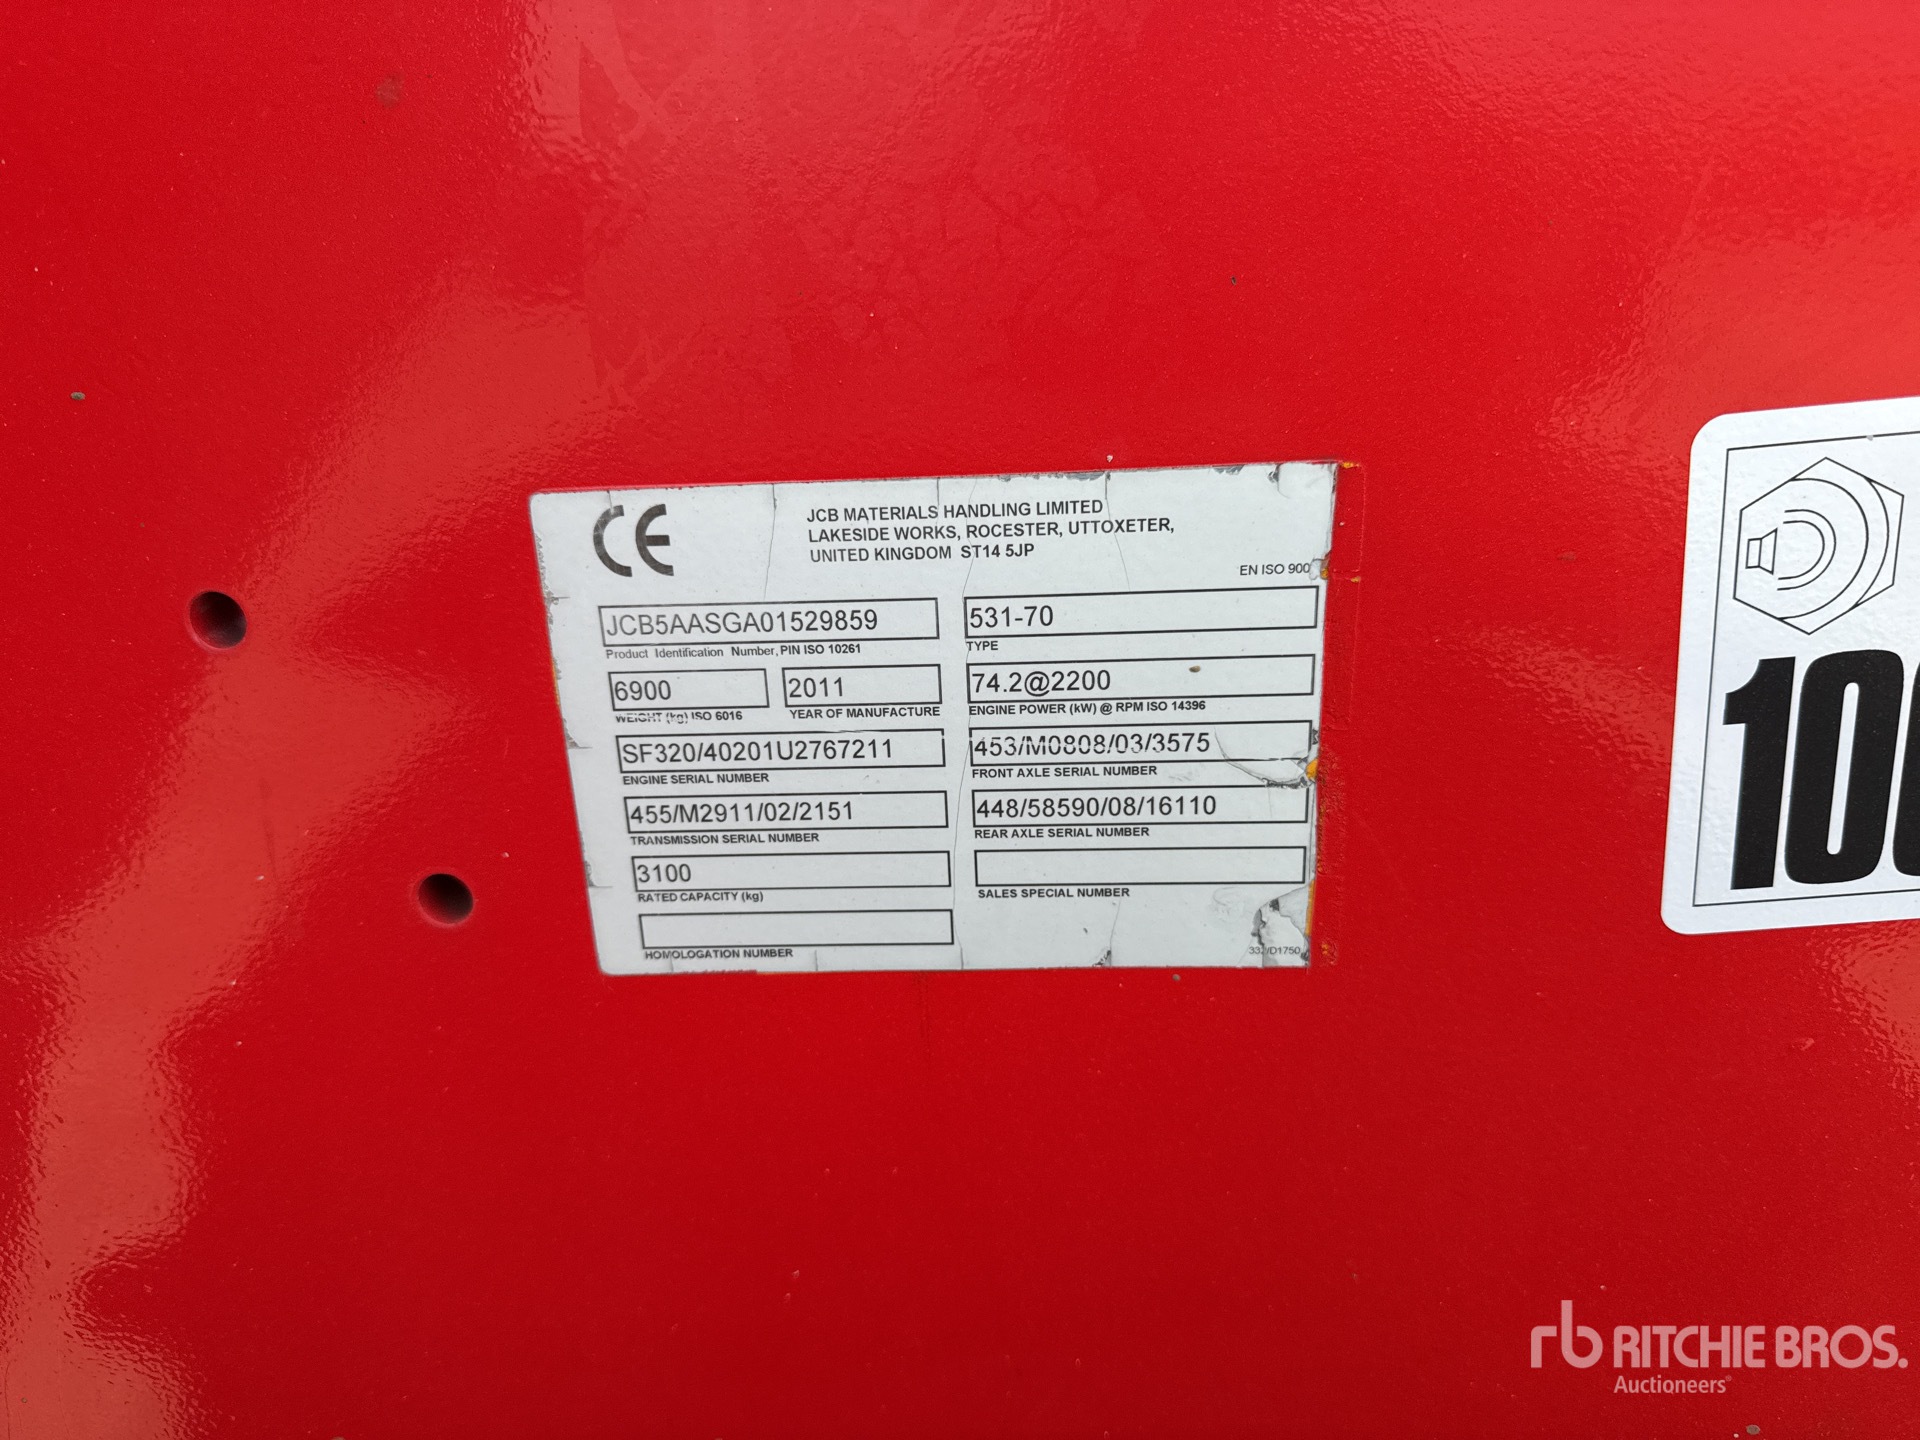 CE
JCB MATERIALS HANDLING LIMITED
LAKESIDE WORKS, ROCESTER, UTTOXETER,
UNITED KINGDOM ST14 5JP
EN ISO 900
JCB5AASGA01529859
Product Identification Number, PIN ISO 10261
531-70
TYPE
6900
WEIGHT (kg) ISO 6016
2011
YEAR OF MANUFACTURE
74.2@2200
ENGINE POWER (kW) @ RPM ISO 14396
SF320/40201U2767211
ENGINE SERIAL NUMBER
453/M0808/03/3575
FRONT AXLE SERIAL NUMBER
455/M2911/02/2151
TRANSMISSION SERIAL NUMBER
448/58590/08/16110
REAR AXLE SERIAL NUMBER
3100
RATED CAPACITY (kg)
SALES SPECIAL NUMBER
HOMOLOGATION NUMBER
rb RITCHIE BROS.
Auctioneers